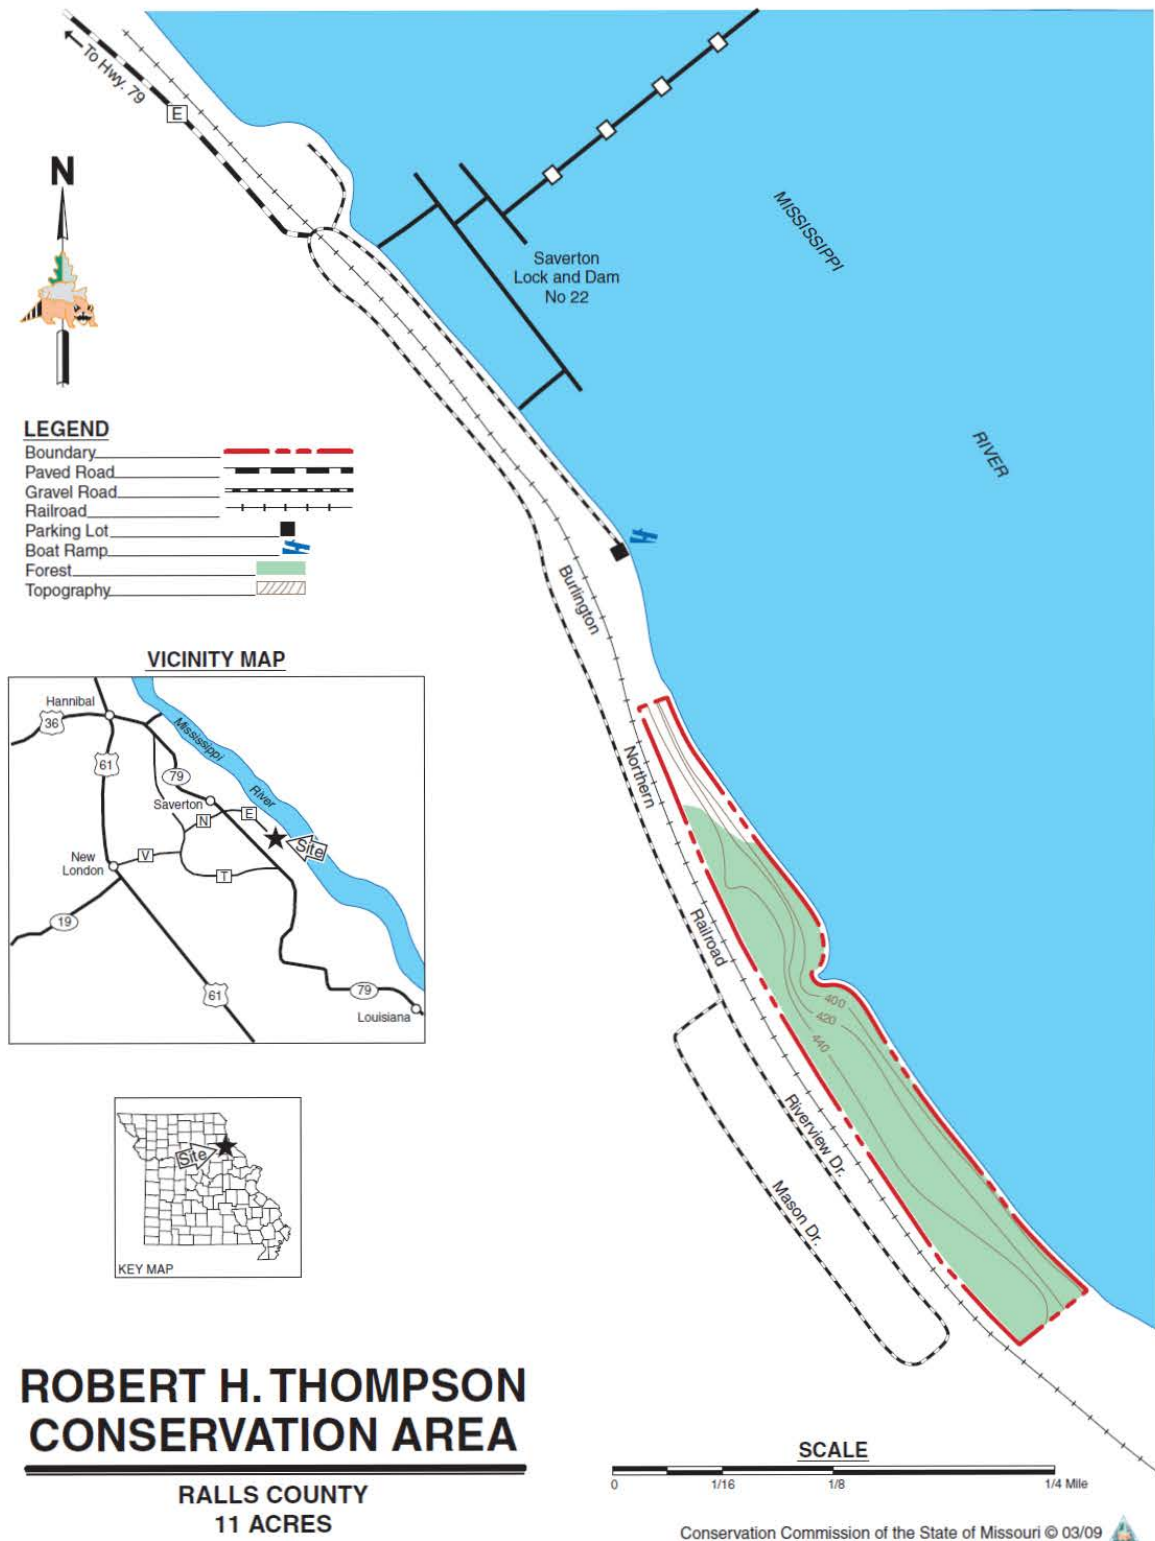 To Hwy. 79
E
N
MISSISSIPPI
RIVER
Saverton
Lock and Dam
No 22
LEGEND
Boundary
Paved Road
Gravel Road
Railroad
Parking Lot
Boat Ramp
Forest
Topography
Burlington
Northern
Railroad
400
420
440
Riverview Dr.
Mason Dr.
VICINITY MAP
Hannibal
36
61
Mississippi
River
79
Saverton
N
E
Site
New
London
V
T
19
61
79
Louisiana
Site
KEY MAP
ROBERT H. THOMPSON
CONSERVATION AREA
RALLS COUNTY
11 ACRES
SCALE
0 1/16 1/8 1/4 Mile
Conservation Commission of the State of Missouri © 03/09